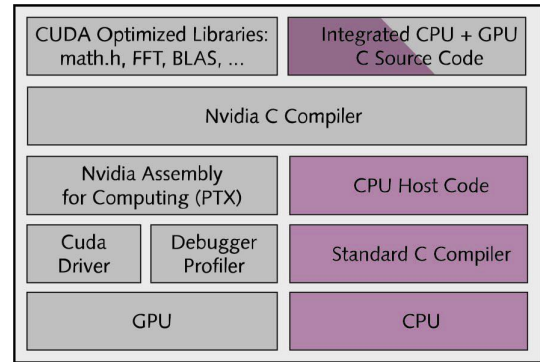 CUDA Optimized Libraries:
math.h, FFT, BLAS, ...
Integrated CPU + GPU
C Source Code
Nvidia C Compiler
Nvidia Assembly
for Computing (PTX)
CPU Host Code
Cuda
Driver
Debugger
Profiler
Standard C Compiler
GPU
CPU